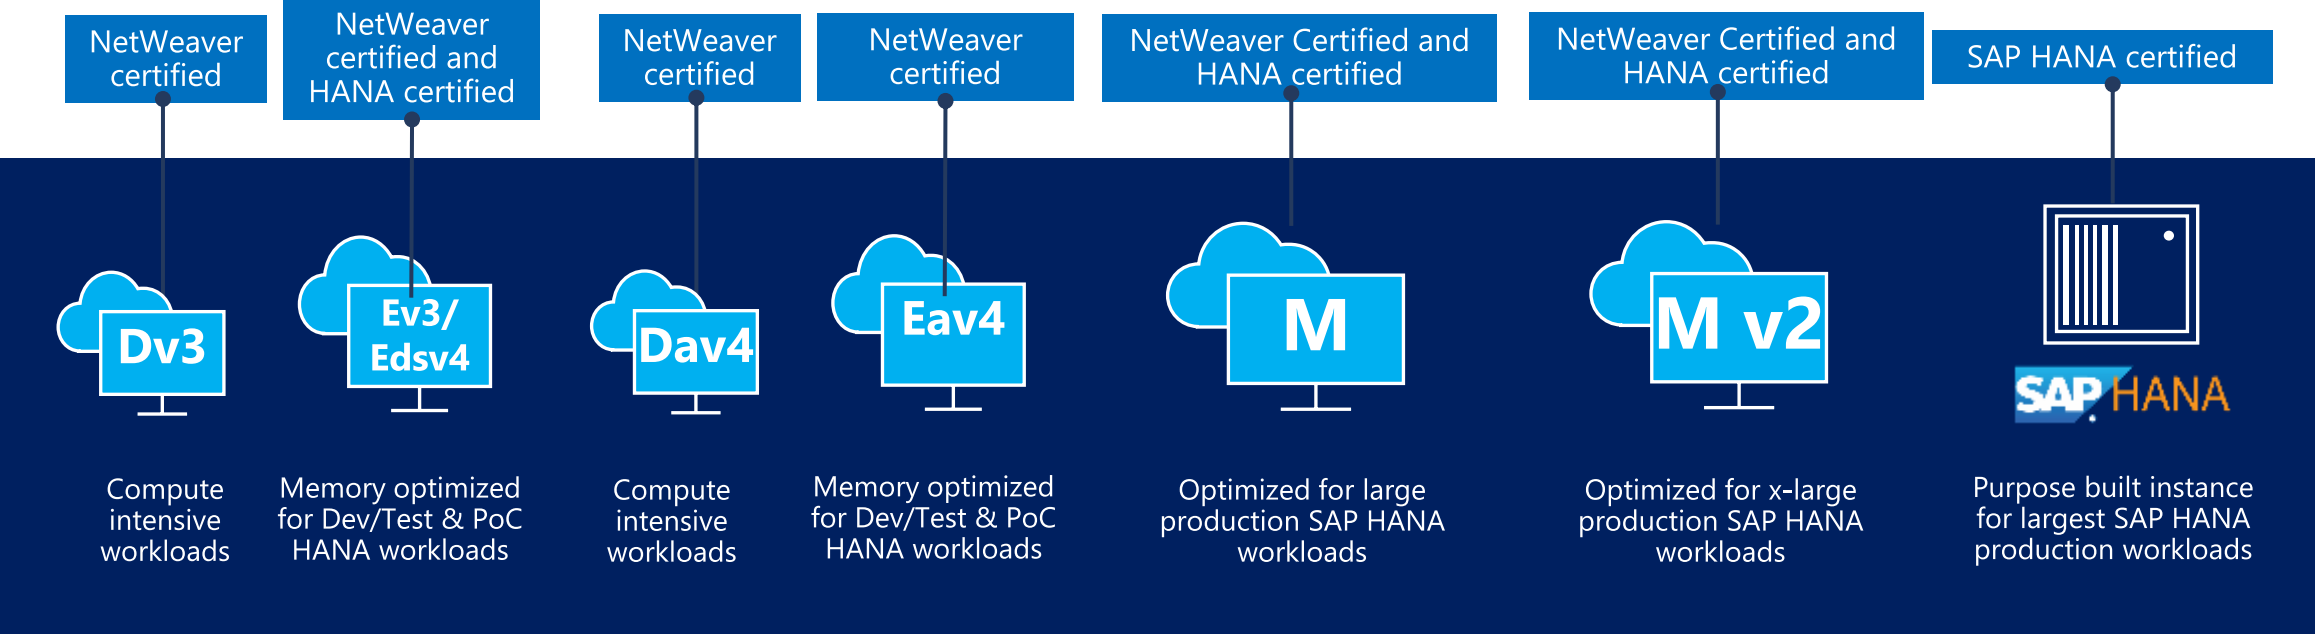 NetWeaver
certified
NetWeaver
certified and
HANA certified
NetWeaver
certified
NetWeaver
certified
NetWeaver Certified and
HANA certified
NetWeaver Certified and
HANA certified
SAP HANA certified
Dv3
Ev3/
Edsv4
Dav4
Eav4
M
M v2
SAP HANA
Compute
intensive
workloads
Memory optimized
for Dev/Test & PoC
HANA workloads
Compute
intensive
workloads
Memory optimized
for Dev/Test & PoC
HANA workloads
Optimized for large
production SAP HANA
workloads
Optimized for x-large
production SAP HANA
workloads
Purpose built instance
for largest SAP HANA
production workloads